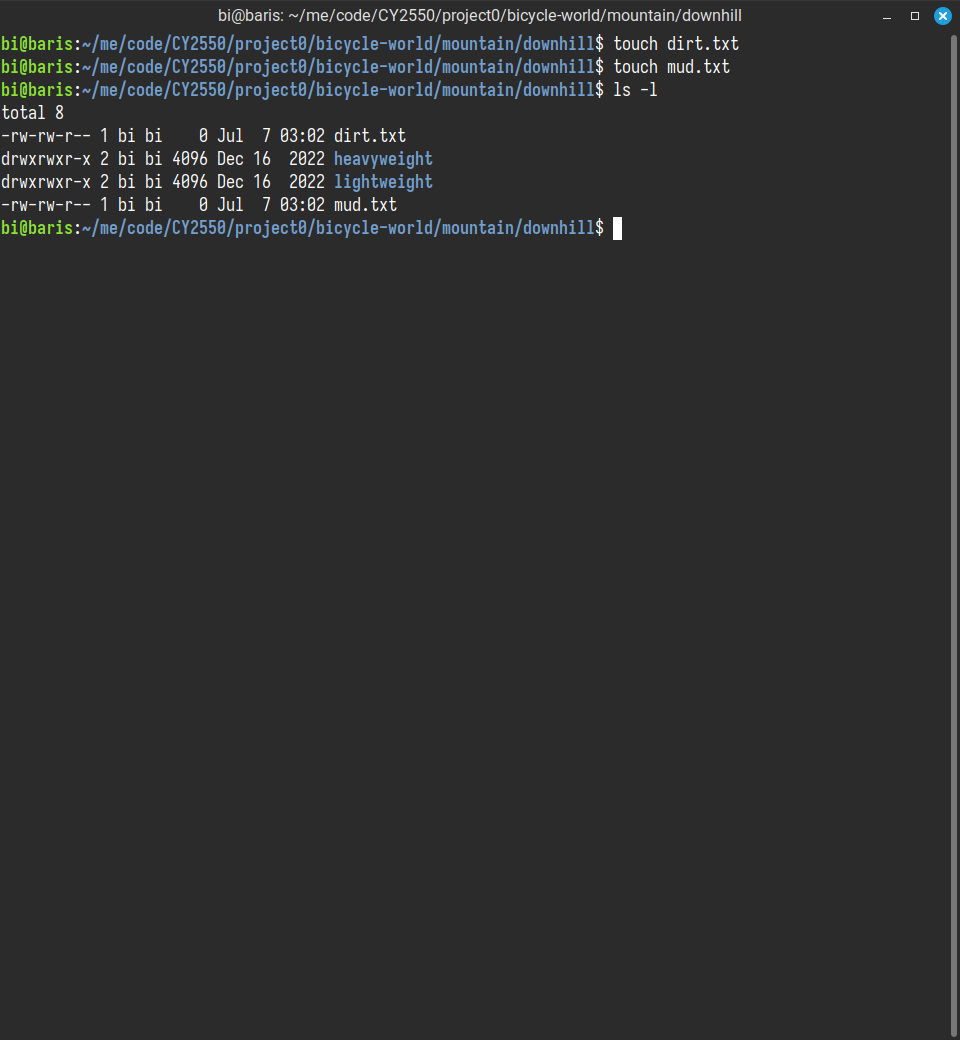 bi@baris: ~/me/code/CY2550/project0/bicycle-world/mountain/downhill
bi@baris:~/me/code/CY2550/project0/bicycle-world/mountain/downhill$ touch dirt.txt
bi@baris:~/me/code/CY2550/project0/bicycle-world/mountain/downhill$ touch mud.txt
bi@baris:~/me/code/CY2550/project0/bicycle-world/mountain/downhill$ ls -l
total 8
-rw-rw-r-- 1 bi bi    0 Jul  7 03:02 dirt.txt
drwxrwxr-x 2 bi bi 4096 Dec 16  2022 heavyweight
drwxrwxr-x 2 bi bi 4096 Dec 16  2022 lightweight
-rw-rw-r-- 1 bi bi    0 Jul  7 03:02 mud.txt
bi@baris:~/me/code/CY2550/project0/bicycle-world/mountain/downhill$